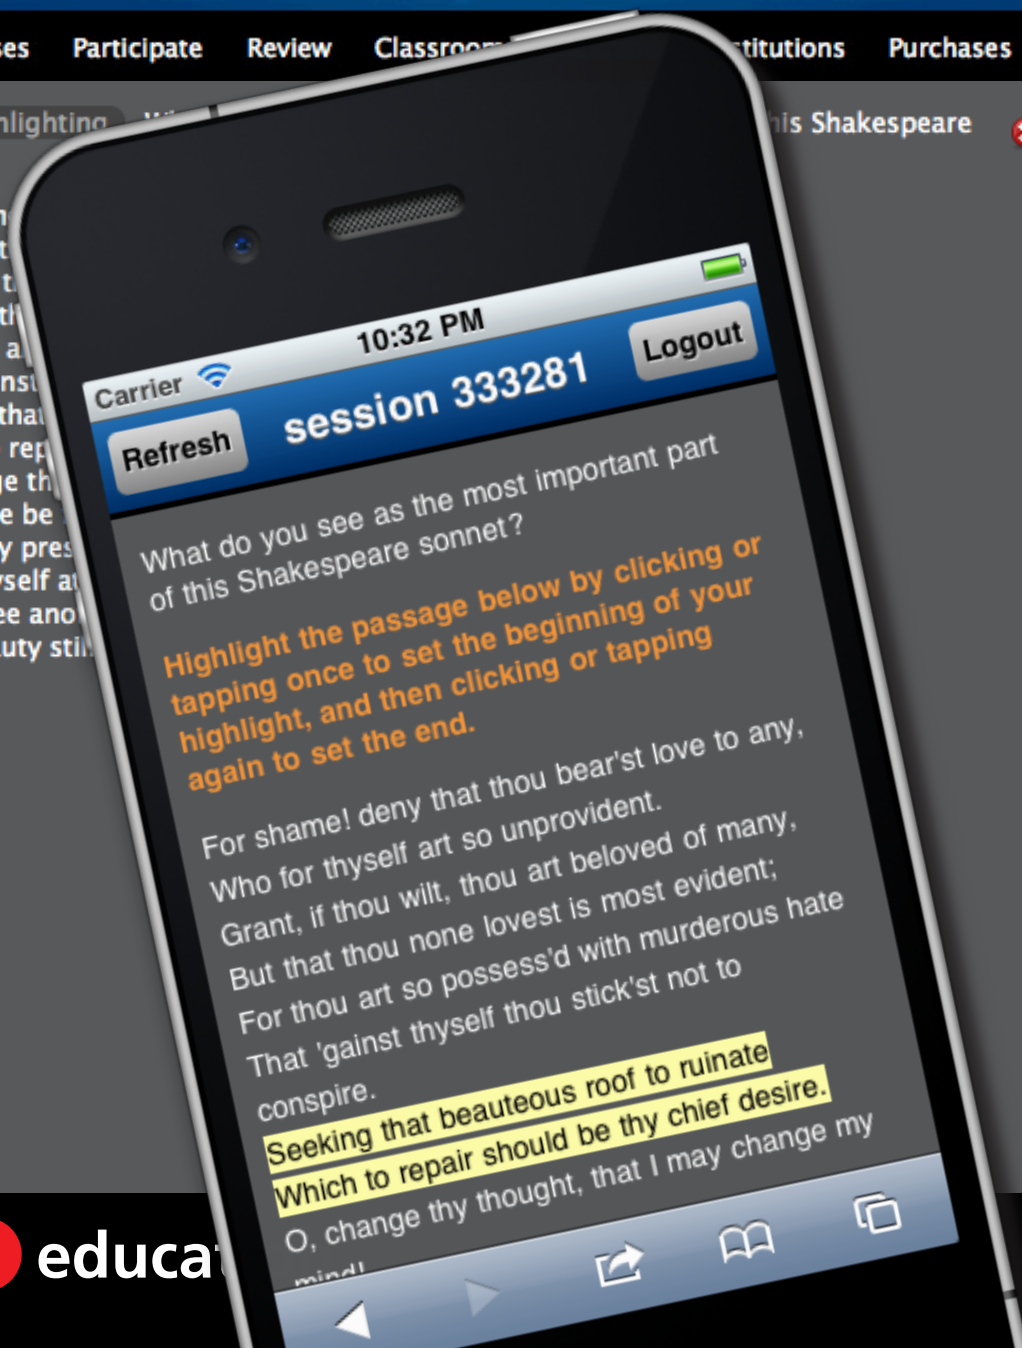 Participate Review Purchases
Shakespeare
10:32 PM
Carrier
Refresh
session 333281
Logout
What do you see as the most important part
of this Shakespeare sonnet?
Highlight the passage below by clicking or
tapping once to set the beginning of your
highlight, and then clicking or tapping
again to set the end.
For shame! deny that thou bear'st love to any,
Who for thyself art so unprovident.
Grant, if thou wilt, thou art beloved of many,
But that thou none lovest is most evident;
For thou art so possess'd with murderous hate
That 'gainst thyself thou stick'st not to
conspire.
Seeking that beauteous roof to ruinate
Which to repair should be thy chief desire.
O, change thy thought, that I may change my
mind!